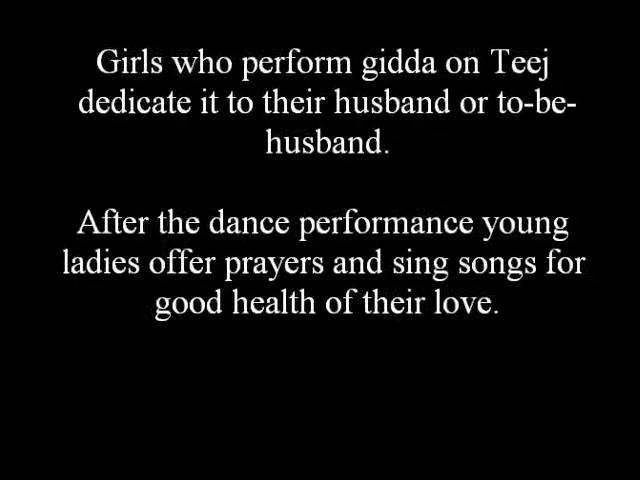 Girls who perform gidda on Teej
dedicate it to their husband or to-be-
husband.
After the dance performance young
ladies offer prayers and sing songs for
good health of their love.